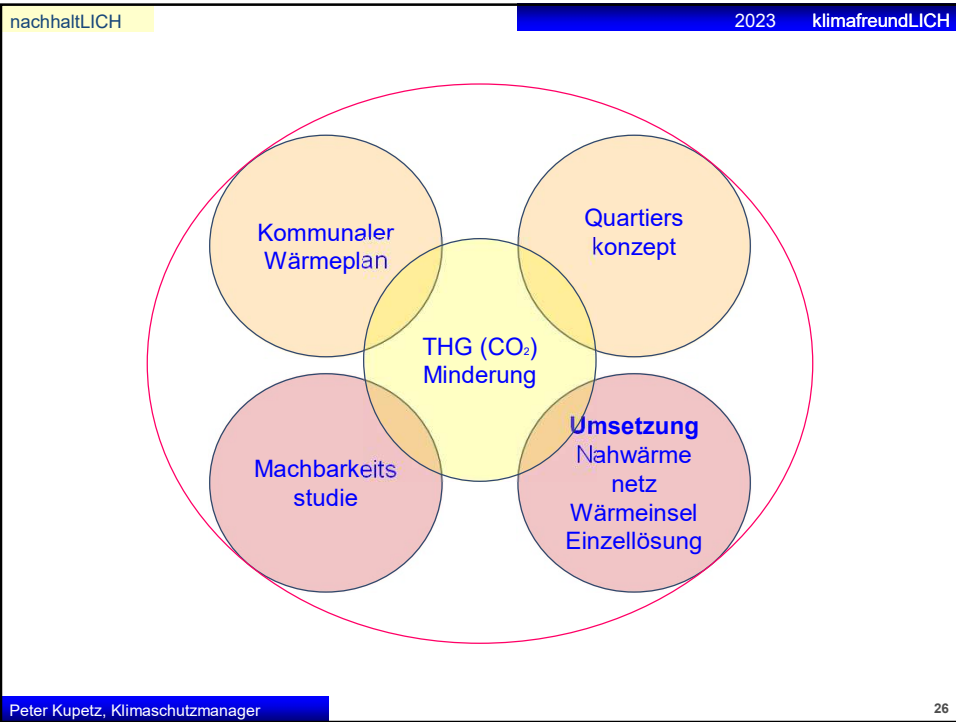 nachhaltLICH
2023 klimafreundLICH
Kommunaler
Wärmeplan
Quartiers
konzept
THG (CO₂)
Minderung
Machbarkeits
studie
Umsetzung
Nahwärme
netz
Wärmeinsel
Einzellösung
Peter Kupetz, Klimaschutzmanager
26